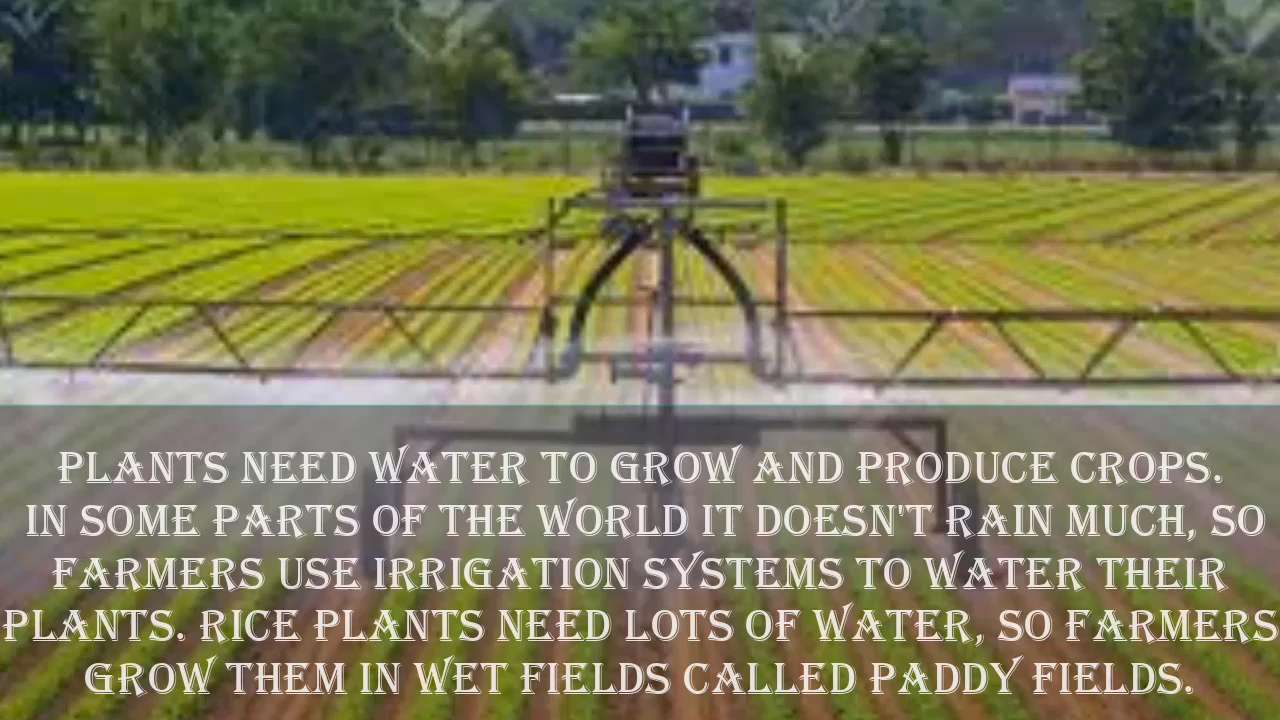 PLANTS NEED WATER TO GROW AND PRODUCE CROPS.
IN SOME PARTS OF THE WORLD IT DOESN'T RAIN MUCH, SO
FARMERS USE IRRIGATION SYSTEMS TO WATER THEIR
PLANTS. RICE PLANTS NEED LOTS OF WATER, SO FARMERS
GROW THEM IN WET FIELDS CALLED PADDY FIELDS.